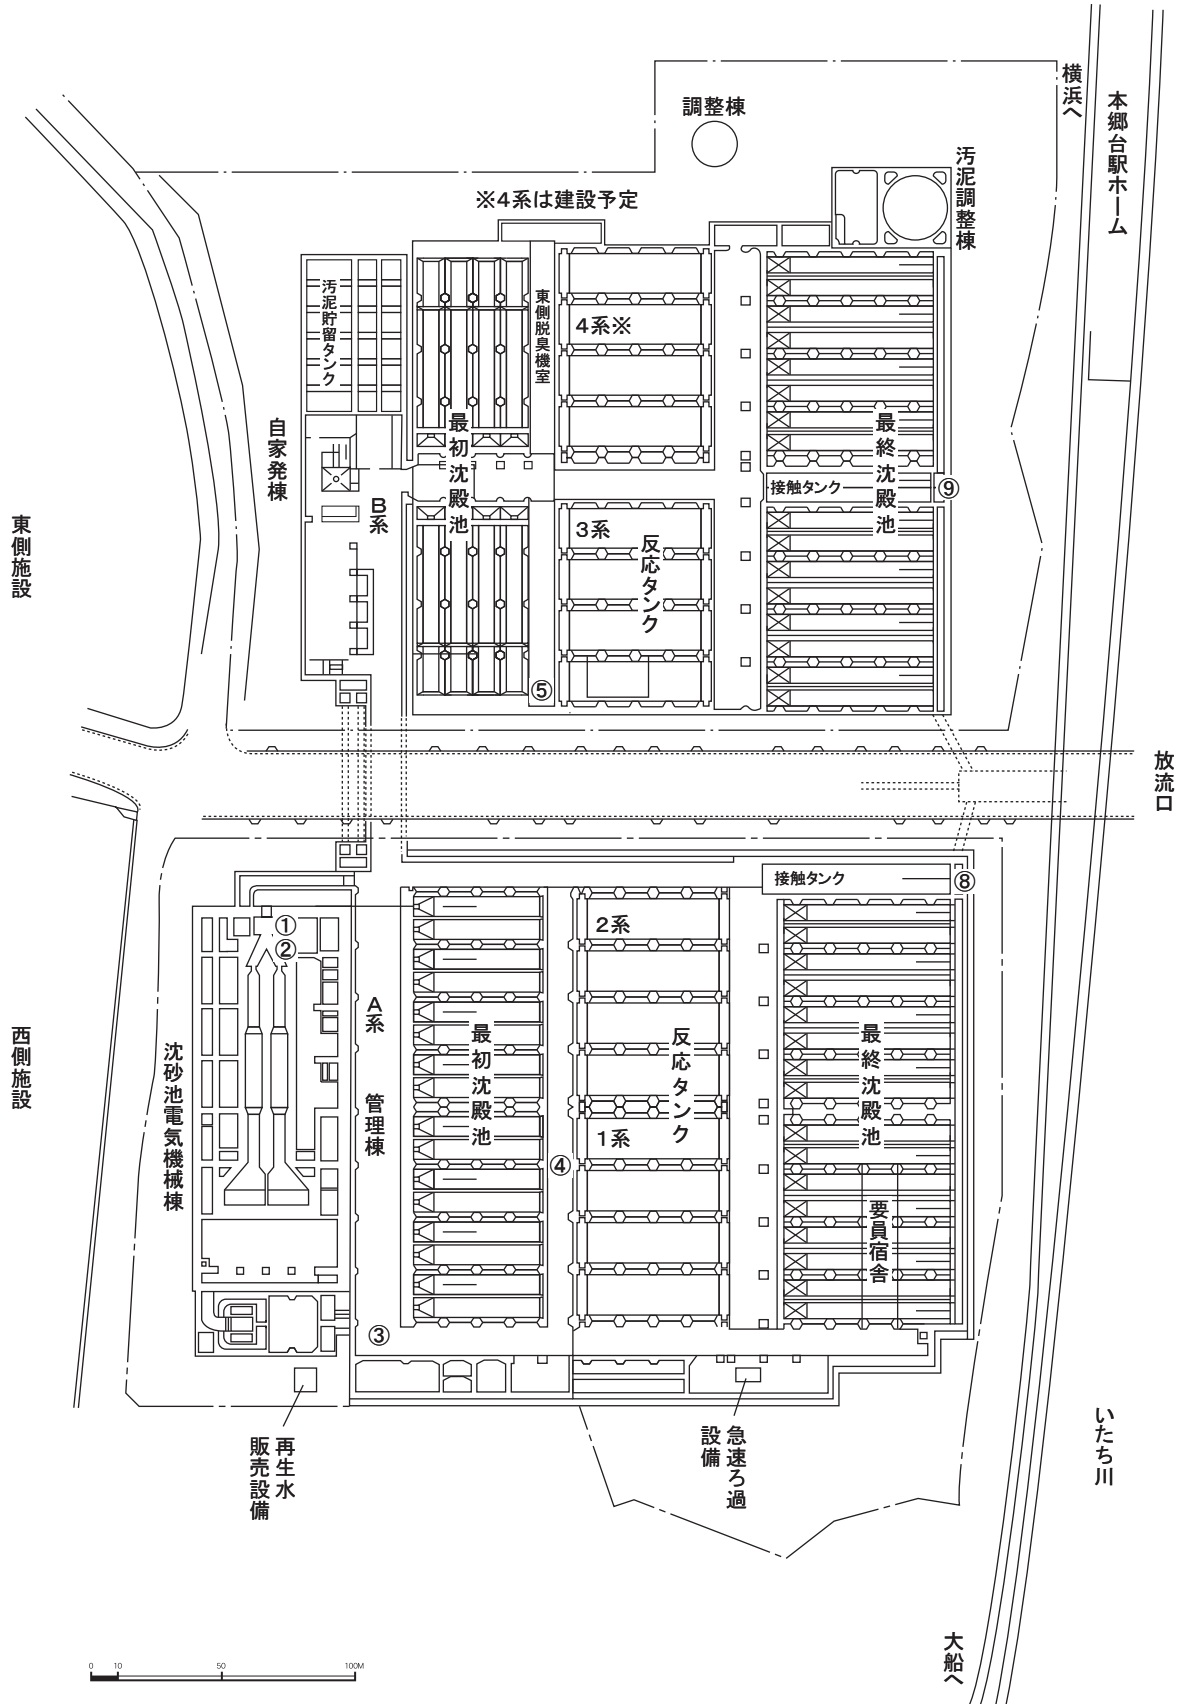 横浜へ
本郷台駅ホーム
調整棟
汚泥調整棟
※4系は建設予定
汚泥貯留タンク
東側脱臭機室
4系※
自家発棟
最初沈殿池
最終沈殿池
接触タンク
⑨
B系
3系
反応タンク
東側施設
⑤
放流口
接触タンク
⑧
①
②
2系
A系
西側施設
沈砂池電気機械棟
管理棟
最初沈殿池
反応タンク
最終沈殿池
1系
④
要員宿舎
③
再生水
販売設備
急速ろ過
設備
いたち川
大船へ
0 10 50 100M